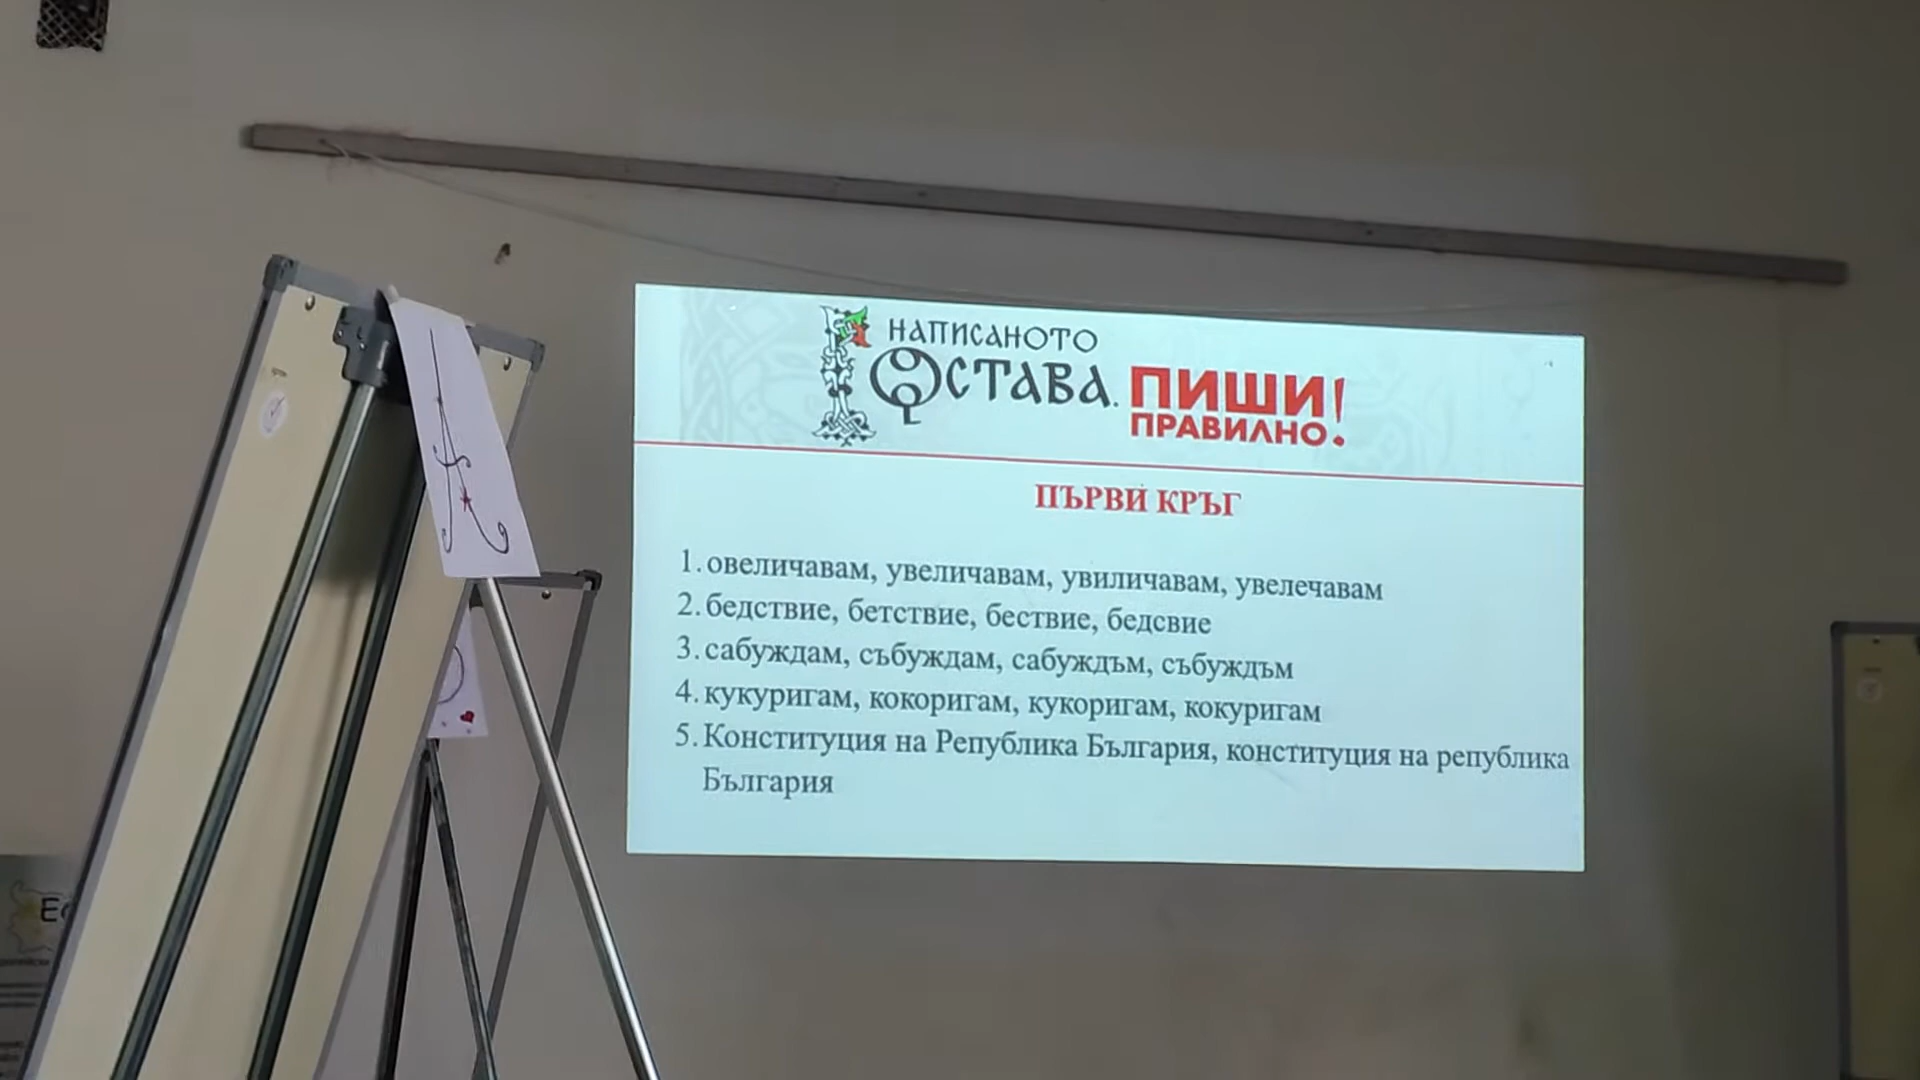 НАПИСАНОТО
ОСТАВА.
ПИШИ
ПРАВИЛНО!
ПЪРВИ КРЪГ
1. овеличавам, увеличавам, увиличавам, увелечавам
2. бедствие, бетствие, бествие, бедсвие
3. сабуждам, събуждам, сабуждъм, събуждъм
4. кукуригам, кокоригам, кукоригам, кокуригам
5. Конституция на Република България, конституция на република
България